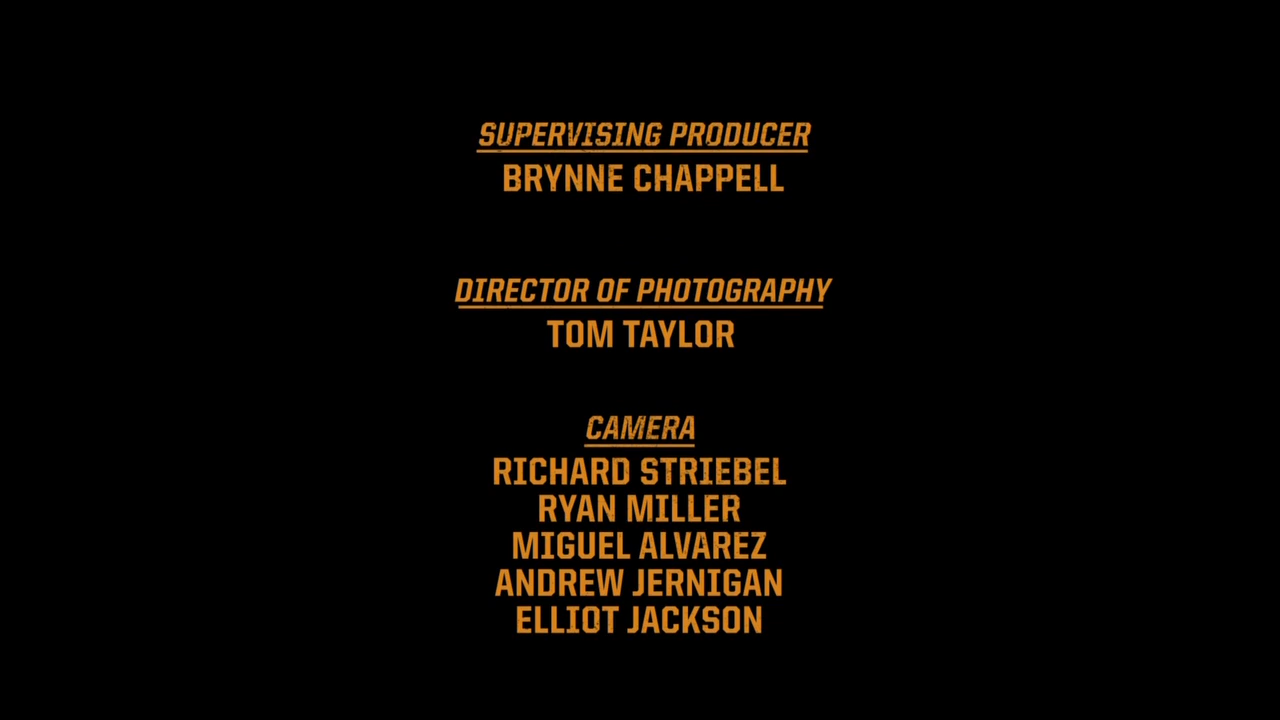 SUPERVISING PRODUCER
BRYNNE CHAPPELL
DIRECTOR OF PHOTOGRAPHY
TOM TAYLOR
CAMERA
RICHARD STRIEBEL
RYAN MILLER
MIGUEL ALVAREZ
ANDREW JERNIGAN
ELLIOT JACKSON